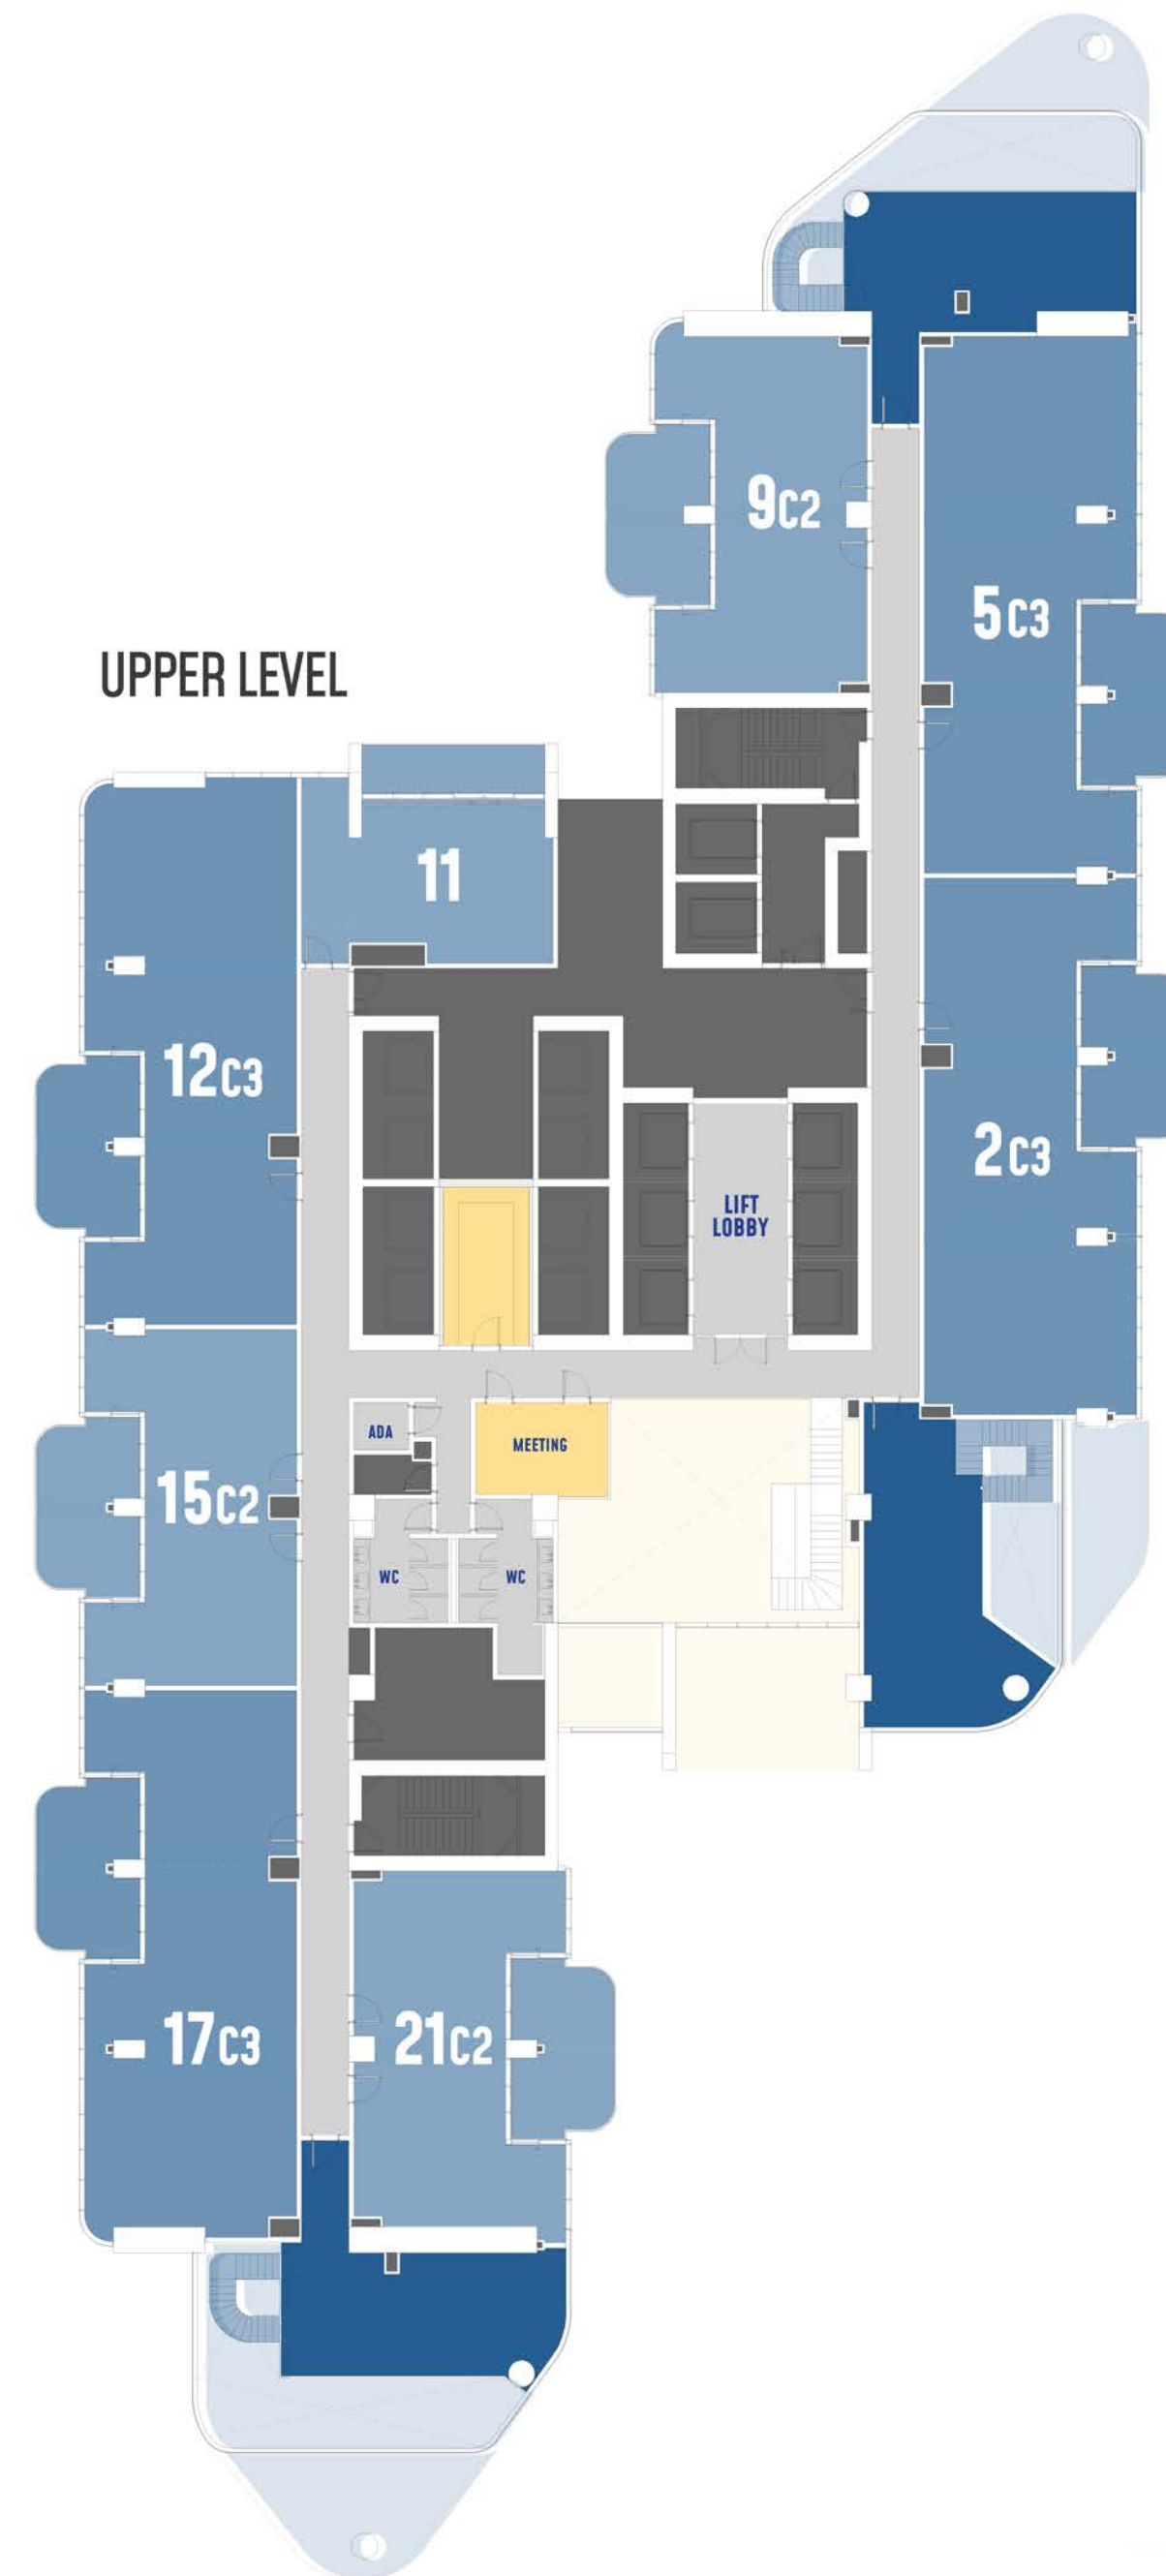 9C2
5C3
UPPER LEVEL
11
12C3
2C3
LIFT
LOBBY
ADA
MEETING
15C2
WC
WC
17C3
21C2